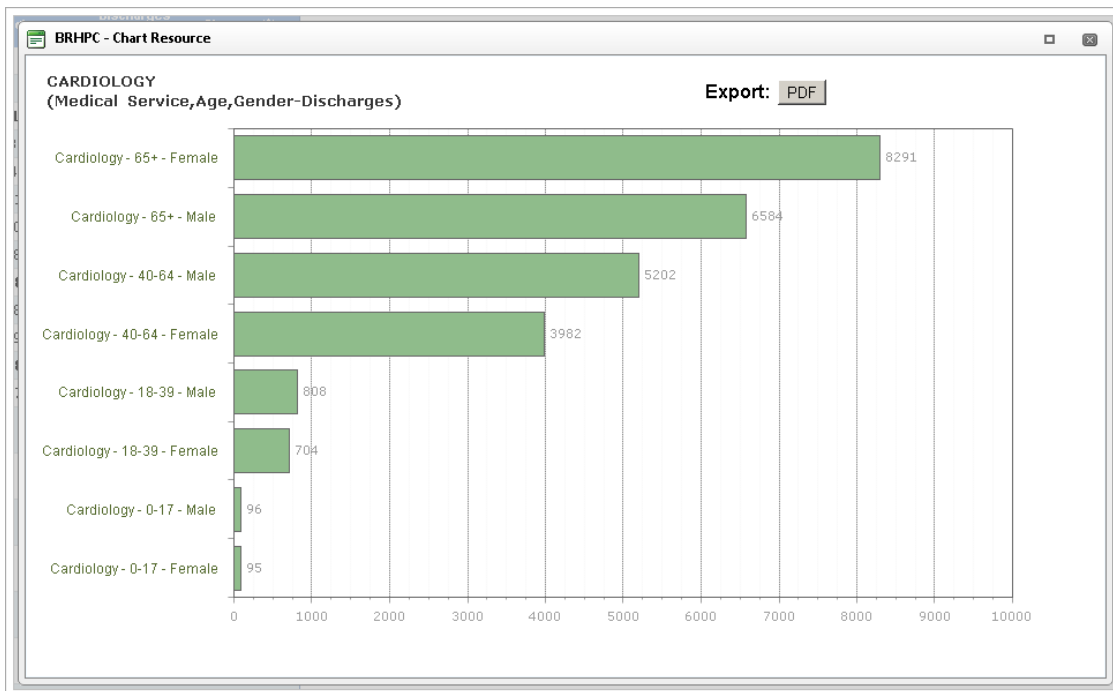 Discharges
BRHPC - Chart Resource
CARDIOLOGY
(Medical Service,Age,Gender-Discharges)
Export: PDF
Cardiology - 65+ - Female 8291
Cardiology - 65+ - Male 6584
Cardiology - 40-64 - Male 5202
Cardiology - 40-64 - Female 3982
Cardiology - 18-39 - Male 808
Cardiology - 18-39 - Female 704
Cardiology - 0-17 - Male 96
Cardiology - 0-17 - Female 95
0 1000 2000 3000 4000 5000 6000 7000 8000 9000 10000